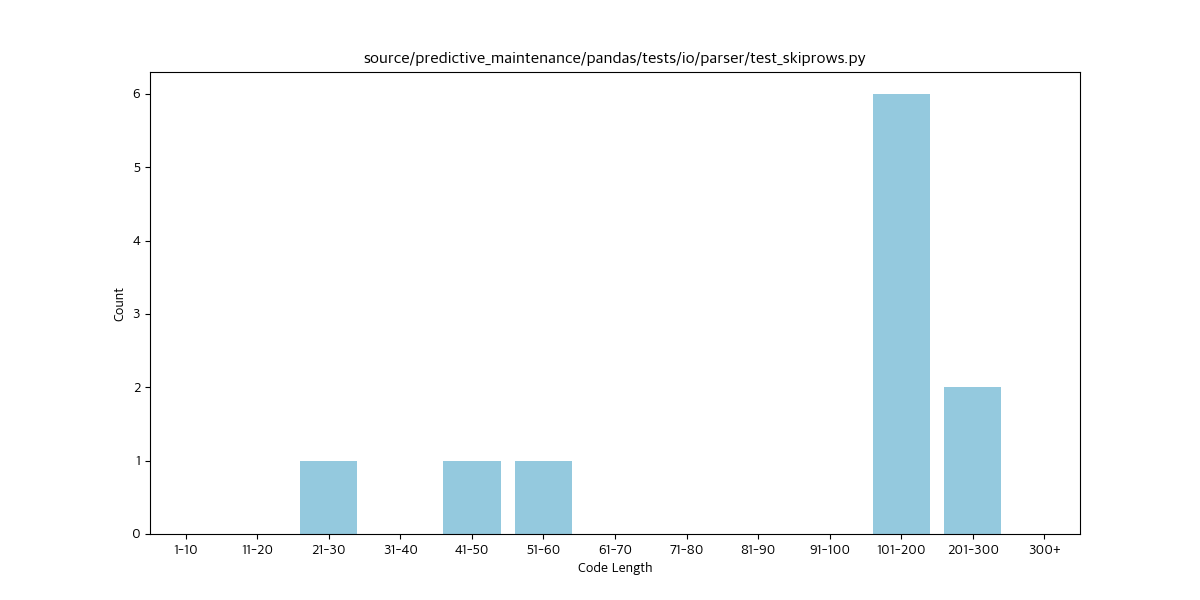 source/predictive_maintenance/pandas/tests/io/parser/test_skiprows.py
6
5
4
3
2
1
0
Count
1-10 11-20 21-30 31-40 41-50 51-60 61-70 71-80 81-90 91-100 101-200 201-300 300+
Code Length